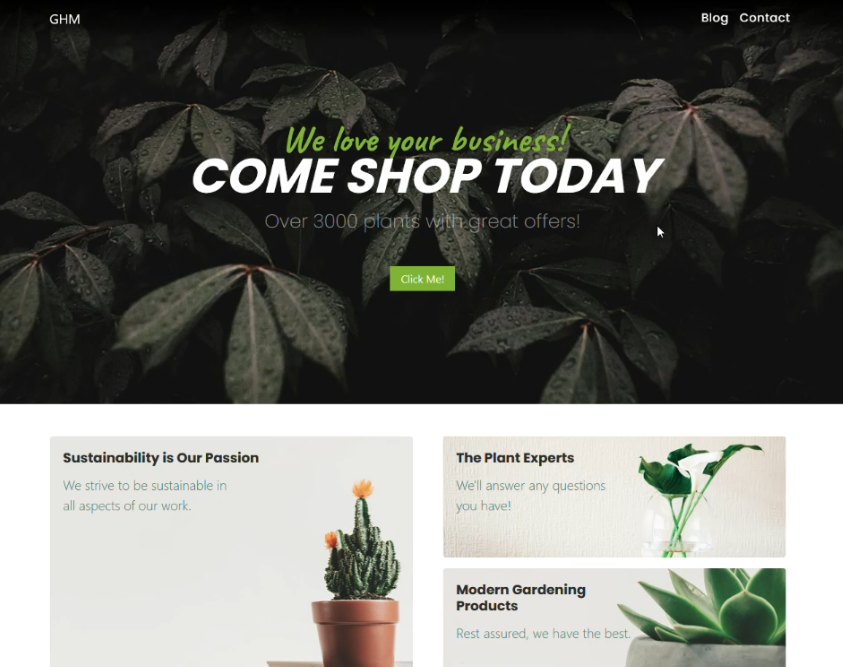 GHM
Blog Contact
We love your business!
COME SHOP TODAY
Over 3000 plants with great offers!
Click Me!
Sustainability is Our Passion
We strive to be sustainable in
all aspects of our work.
The Plant Experts
We'll answer any questions
you have!
Modern Gardening
Products
Rest assured, we have the best.